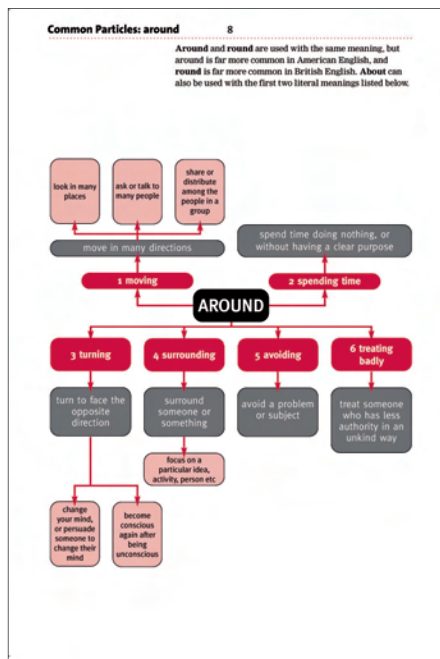 Common Particles: around 8
Around and round are used with the same meaning, but
around is far more common in American English, and
round is far more common in British English. About can
also be used with the first two literal meanings listed below.
look in many
places
ask or talk to
many people
share or
distribute
among the
people in a
group
move in many directions
spend time doing nothing, or
without having a clear purpose
1 moving
2 spending time
AROUND
3 turning
4 surrounding
5 avoiding
6 treating
badly
turn to face the
opposite
direction
surround
someone or
something
avoid a problem
or subject
treat someone
who has less
authority in an
unkind way
focus on a
particular idea,
activity, person etc
change
your mind,
or persuade
someone to
change their
mind
become
conscious
again after
being
unconscious